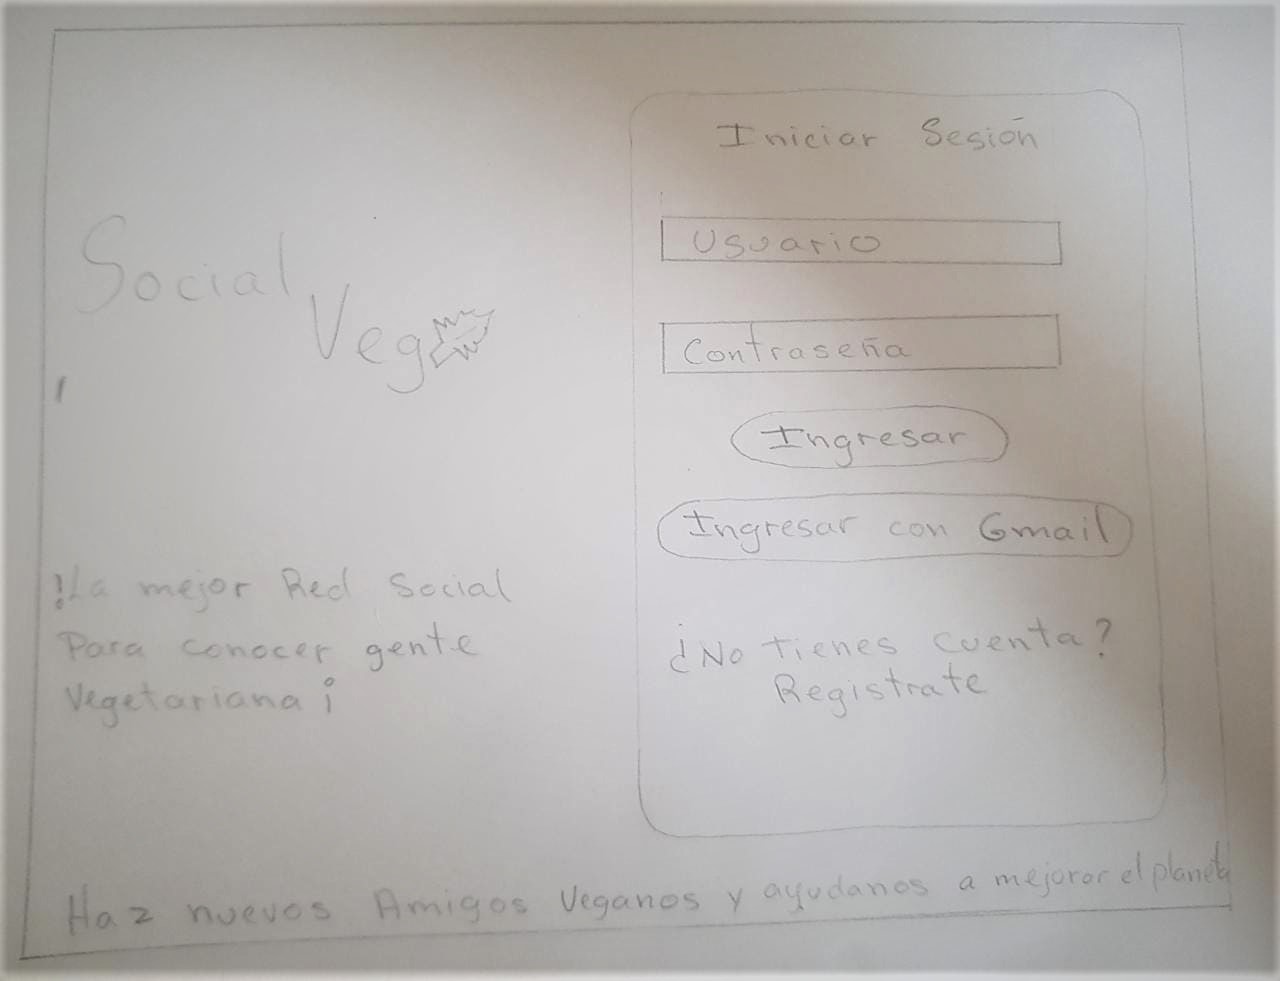 Social
Veg
!La mejor Red Social
Para conocer gente
Vegetariana ¡
Iniciar Sesión
Usuario
Contraseña
Ingresar
Ingresar con Gmail
¿No tienes cuenta?
Registrate
Haz nuevos Amigos Veganos y ayudanos a mejorar el planeta